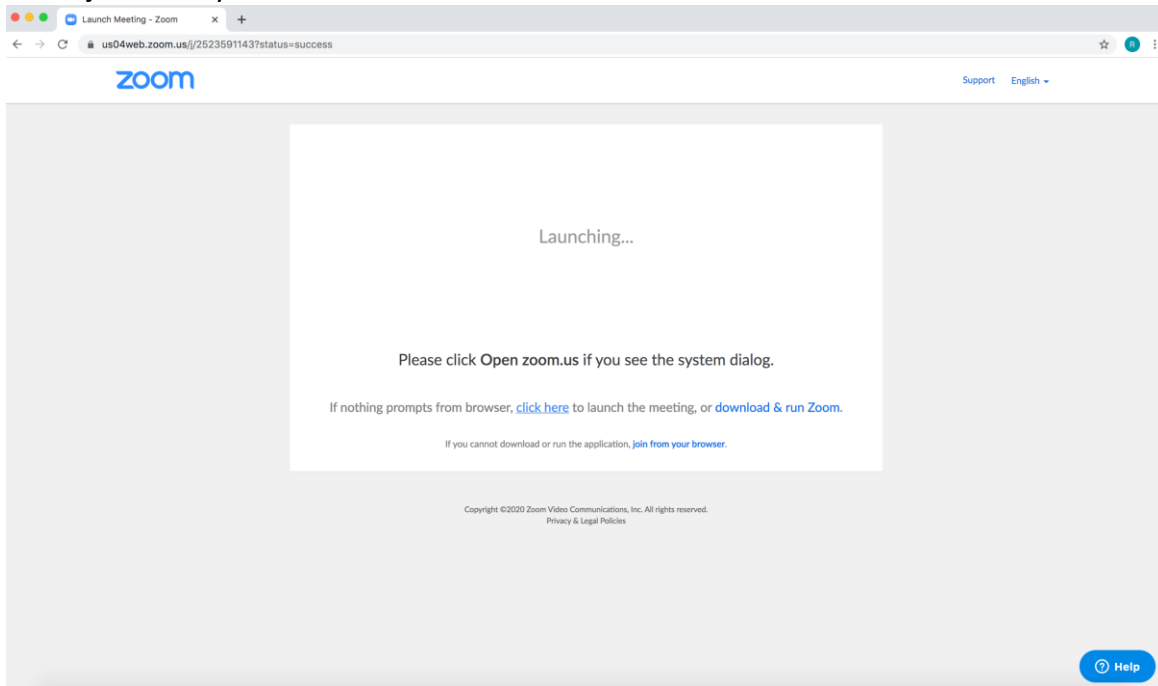 Launch Meeting - Zoom
us04web.zoom.us/j/2523591143?status=success
R
zoom
Support English
Launching...
Please click Open zoom.us if you see the system dialog.
If nothing prompts from browser, click here to launch the meeting, or download & run Zoom.
If you cannot download or run the application, join from your browser.
Copyright ©2020 Zoom Video Communications, Inc. All rights reserved.
Privacy & Legal Policies
Help